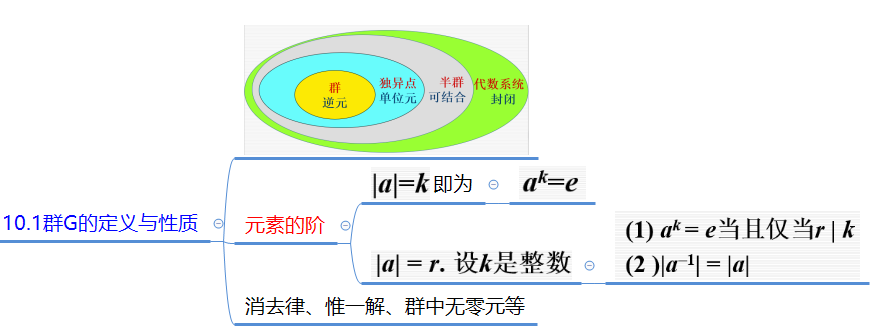 群
逆元
独异点
单位元
半群
可结合
代数系统
封闭
10.1群G的定义与性质
元素的阶
|a|=k 即为
aᵏ=e
|a| = r. 设k是整数
(1) aᵏ = e当且仅当r | k
(2 )|a⁻¹| = |a|
消去律、惟一解、群中无零元等